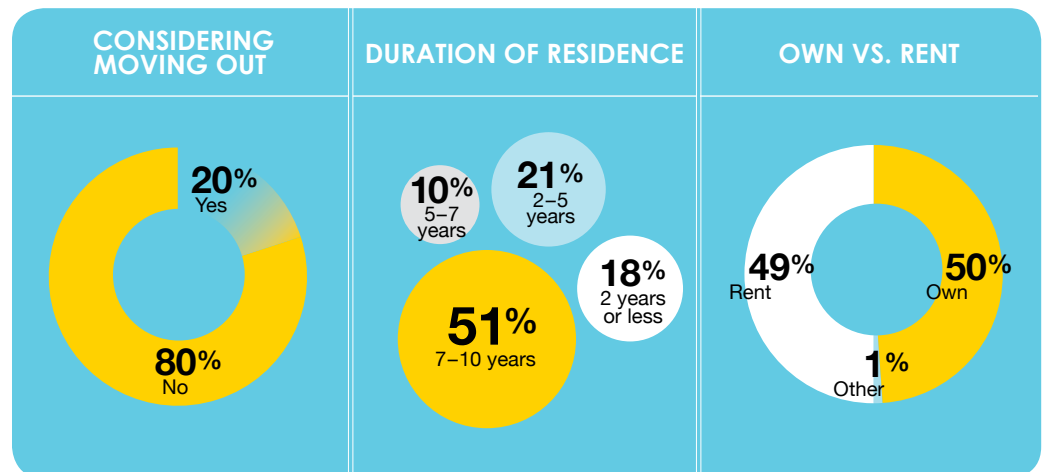 CONSIDERING
MOVING OUT
20%
Yes
80%
No
DURATION OF RESIDENCE
10%
5–7
years
21%
2–5
years
18%
2 years
or less
51%
7–10 years
OWN VS. RENT
49%
Rent
50%
Own
1%
Other